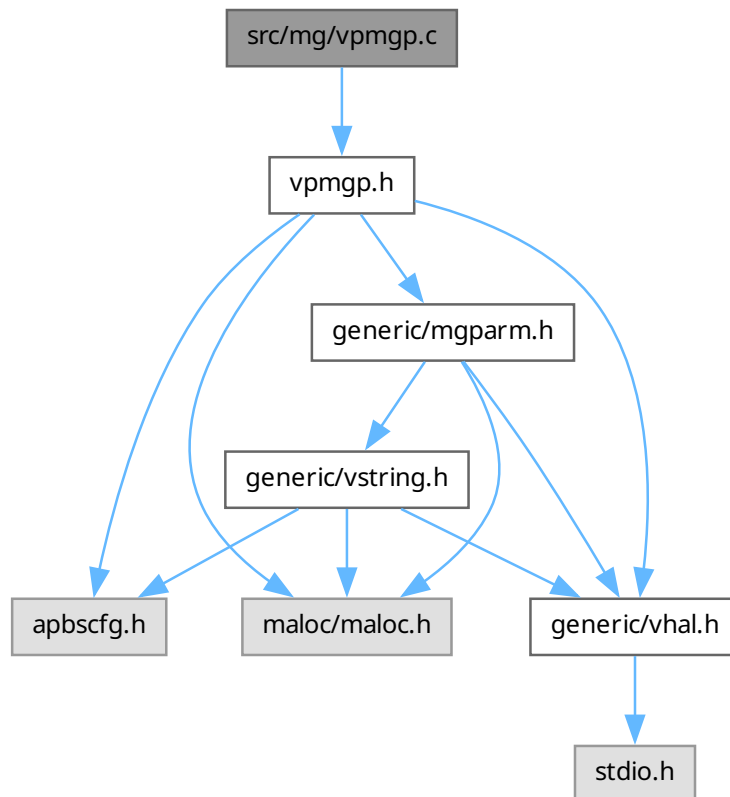 src/mg/vpmgp.c
vpmgp.h
generic/mgparm.h
generic/vstring.h
apbscfg.h
maloc/maloc.h
generic/vhal.h
stdio.h